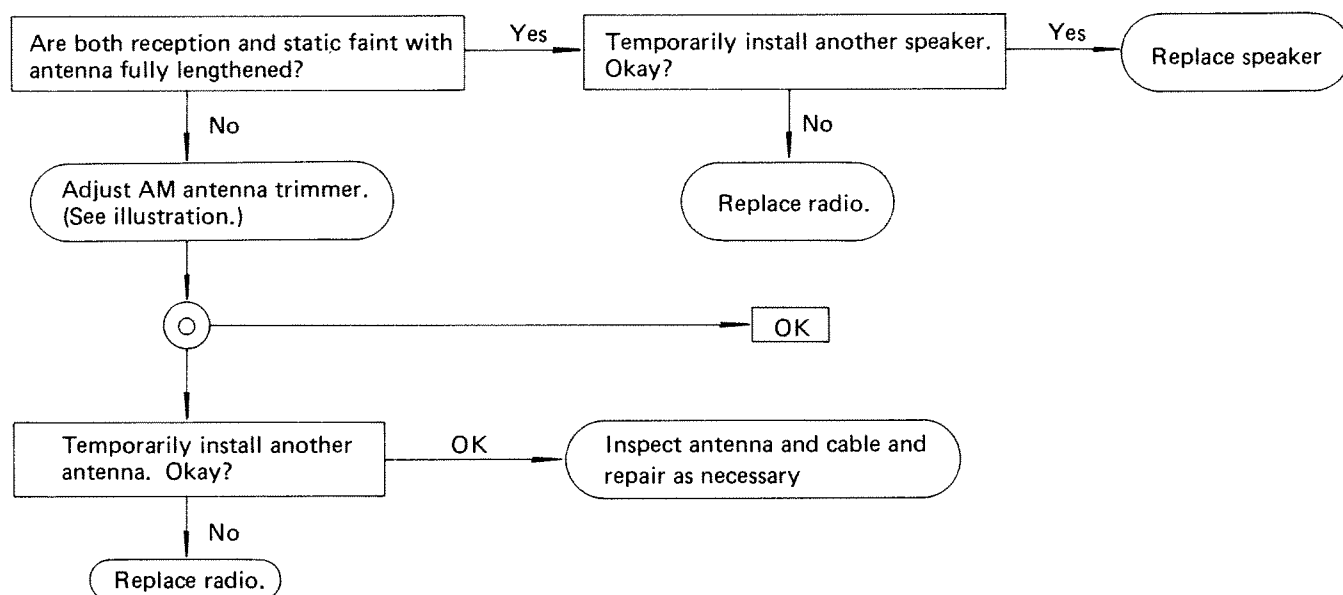 Are both reception and static faint with
antenna fully lengthened?
Yes
Temporarily install another speaker.
Okay?
Yes
Replace speaker
No
No
Adjust AM antenna trimmer.
(See illustration.)
Replace radio.
OK
Temporarily install another
antenna. Okay?
OK
Inspect antenna and cable and
repair as necessary
No
Replace radio.